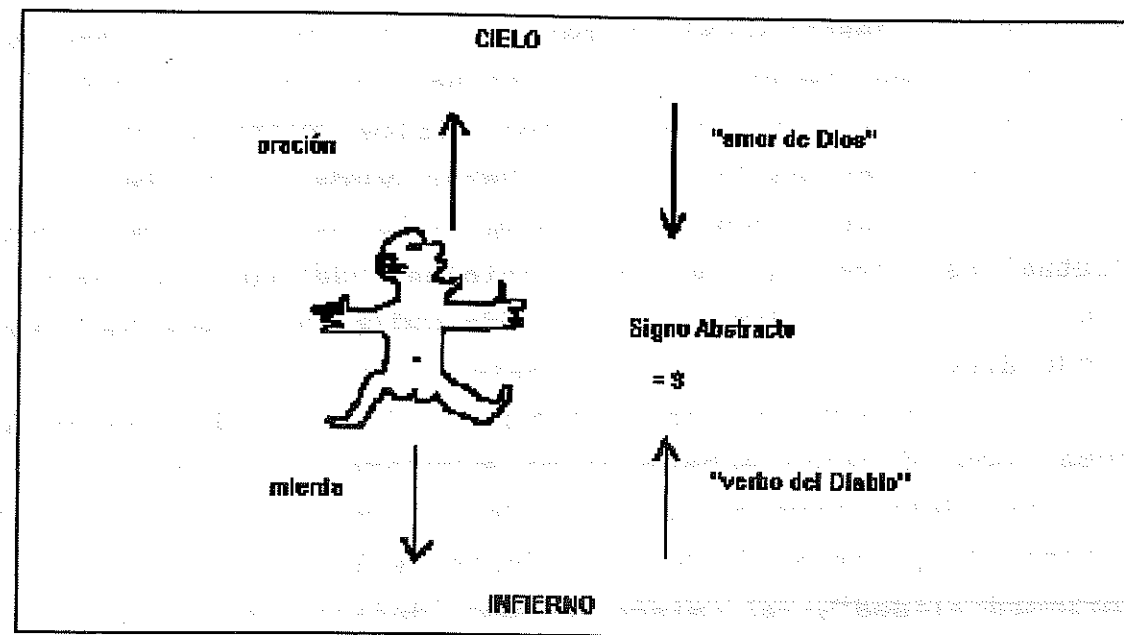 CIELO
oración
"amor de Dios"
Signo Abstracto
= $
mierda
"verbo del Diablo"
INFIERNO